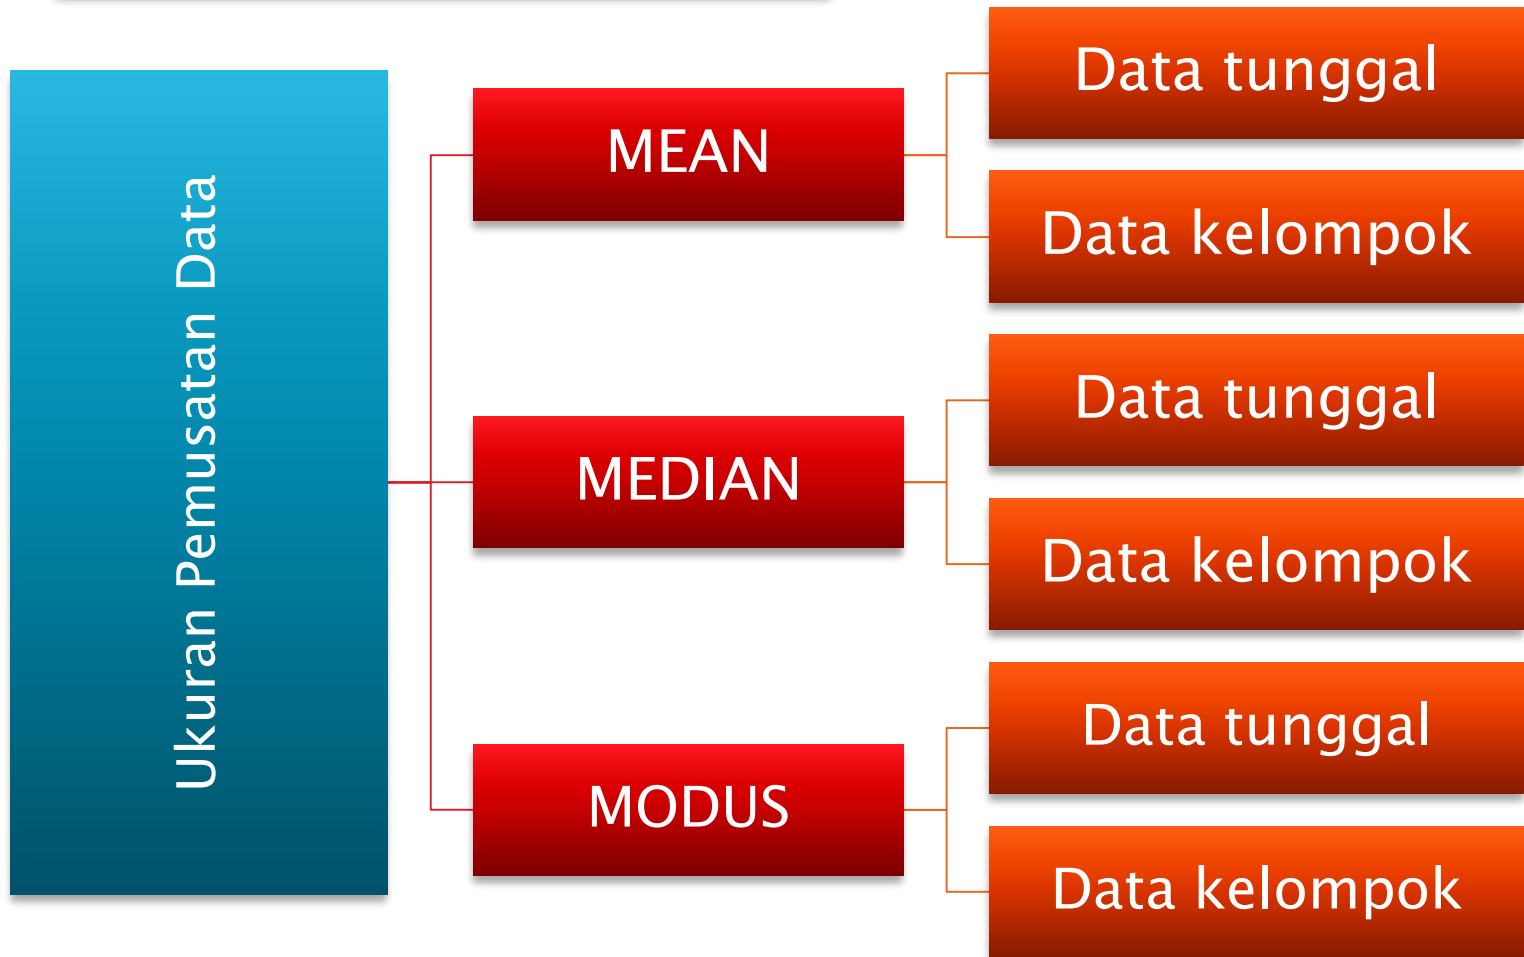 Ukuran Pemusatan Data
MEAN
Data tunggal
Data kelompok
MEDIAN
Data tunggal
Data kelompok
MODUS
Data tunggal
Data kelompok